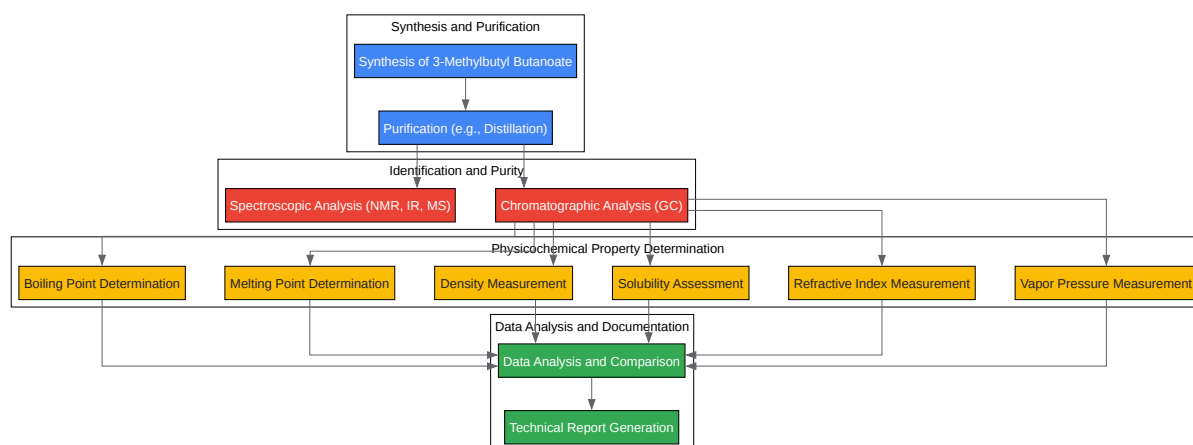 Synthesis and Purification
Synthesis of 3-Methylbutyl Butanoate
Purification (e.g., Distillation)
Identification and Purity
Spectroscopic Analysis (NMR, IR, MS)
Chromatographic Analysis (GC)
Physicochemical Property Determination
Boiling Point Determination
Melting Point Determination
Density Measurement
Solubility Assessment
Refractive Index Measurement
Vapor Pressure Measurement
Data Analysis and Documentation
Data Analysis and Comparison
Technical Report Generation